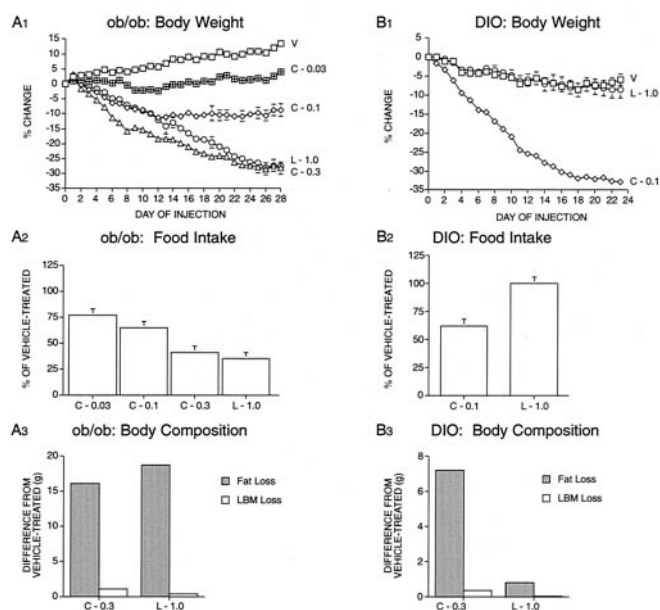 A1 ob/ob: Body Weight
% CHANGE
15
10
5
0
-5
-10
-15
-20
-25
-30
-35
0 2 4 6 8 10 12 14 16 18 20 22 24 26 28
DAY OF INJECTION
V
C - 0.03
C - 0.1
L - 1.0
C - 0.3
B1 DIO: Body Weight
% CHANGE
15
10
5
0
-5
-10
-15
-20
-25
-30
-35
0 2 4 6 8 10 12 14 16 18 20 22 24
DAY OF INJECTION
V
L - 1.0
C - 0.1
A2 ob/ob: Food Intake
% OF VEHICLE-TREATED
125
100
75
50
25
0
C - 0.03 C - 0.1 C - 0.3 L - 1.0
B2 DIO: Food Intake
% OF VEHICLE-TREATED
125
100
75
50
25
0
C - 0.1 L - 1.0
A3 ob/ob: Body Composition
DIFFERENCE FROM
VEHICLE-TREATED (g)
20
15
10
5
0
Fat Loss
LBM Loss
C - 0.3 L - 1.0
B3 DIO: Body Composition
DIFFERENCE FROM
VEHICLE-TREATED (g)
8
6
4
2
0
Fat Loss
LBM Loss
C - 0.3 L - 1.0